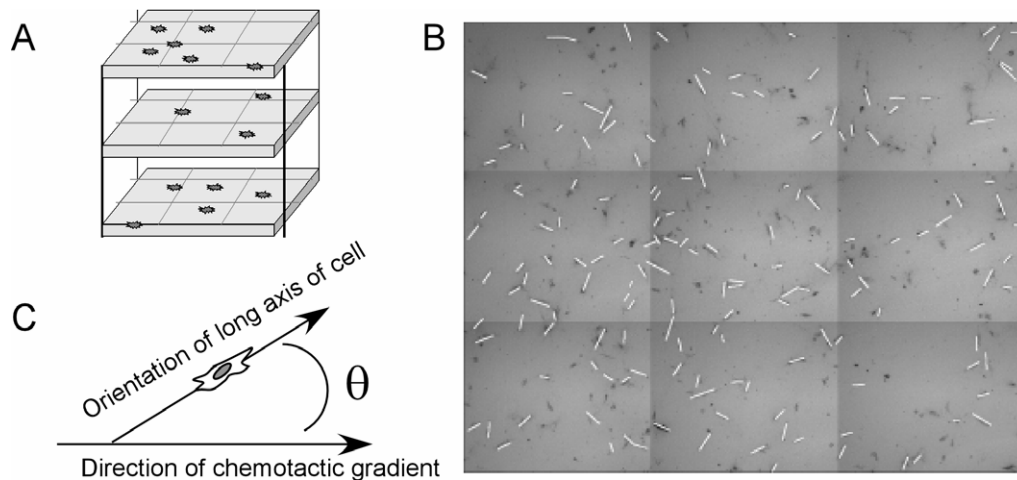 A
B
C
Orientation of long axis of cell
θ
Direction of chemotactic gradient